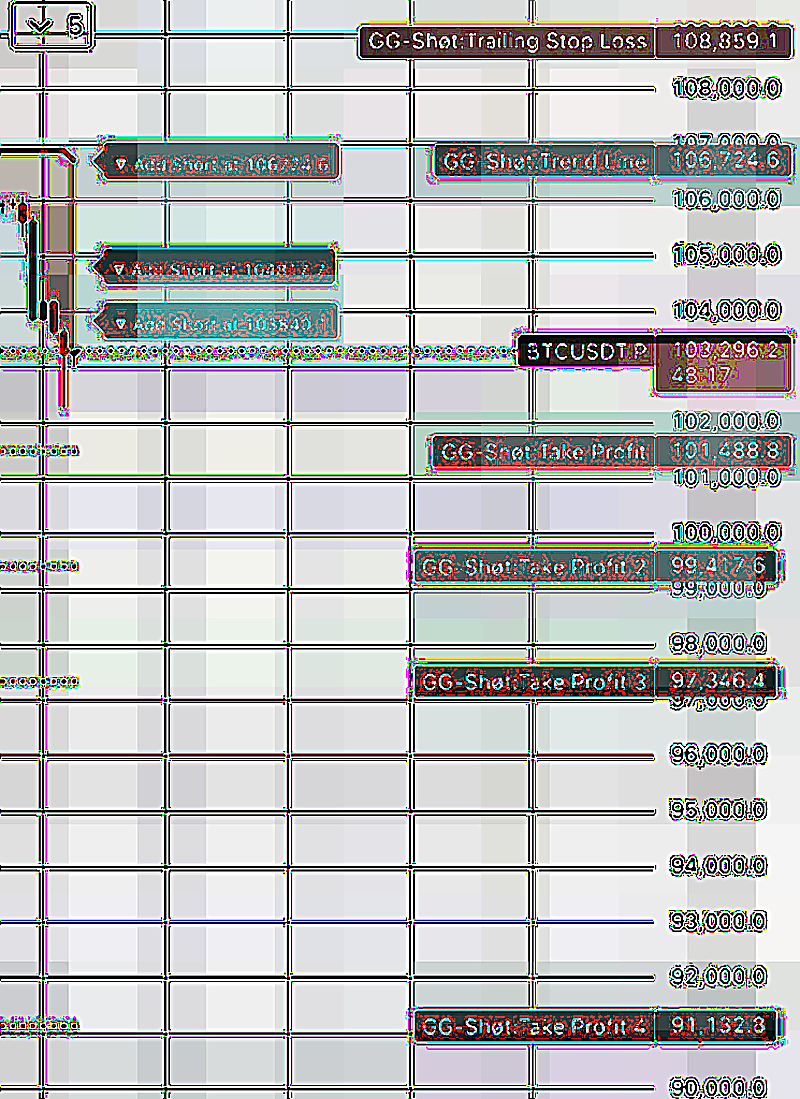 5
GG-Shot:Trailing Stop Loss 108,859.1
108,000.0
107,000.0
Add Short at
GG-Shot:Trend Line 106,724.6
106,000.0
105,000.0
Add Short at
104,000.0
Add Short at
BTCUSDT.P 103,296.2
48:17
102,000.0
GG-Shot:Take Profit 101,488.8
101,000.0
100,000.0
GG-Shot:Take Profit 2 99,417.6
99,000.0
98,000.0
GG-Shot:Take Profit 3 97,346.4
97,000.0
96,000.0
95,000.0
94,000.0
93,000.0
92,000.0
GG-Shot:Take Profit 4 91,132.8
90,000.0